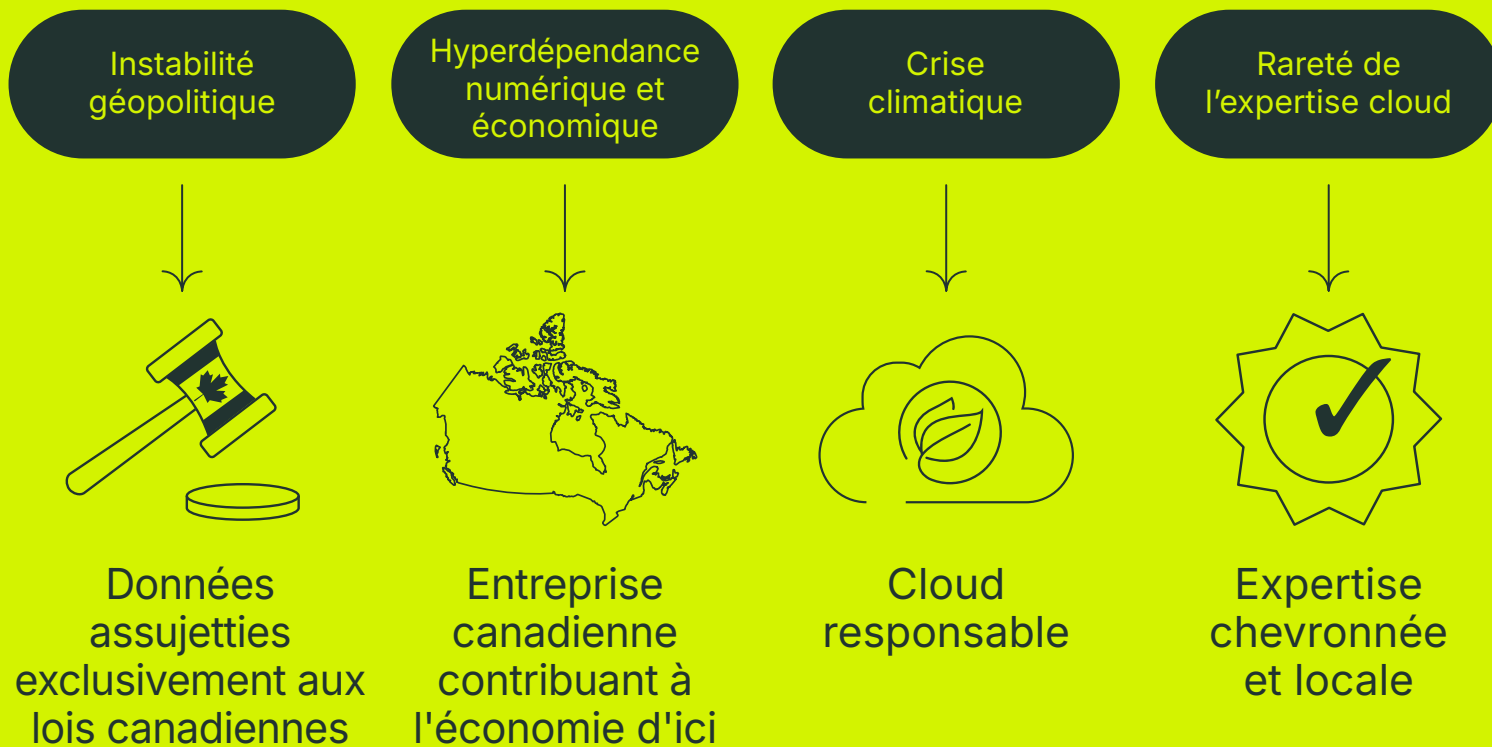 Instabilité
géopolitique
Hyperdépendance
numérique et
économique
Crise
climatique
Rareté de
l’expertise cloud
Données
assujetties
exclusivement aux
lois canadiennes
Entreprise
canadienne
contribuant à
l'économie d'ici
Cloud
responsable
Expertise
chevronnée
et locale